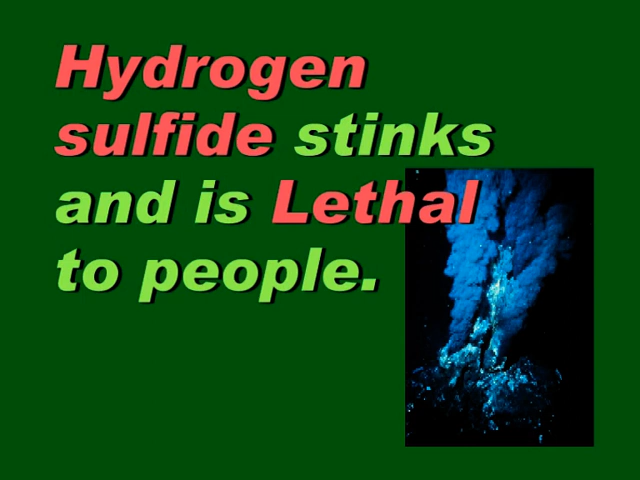 Hydrogen
sulfide stinks
and is Lethal
to people.